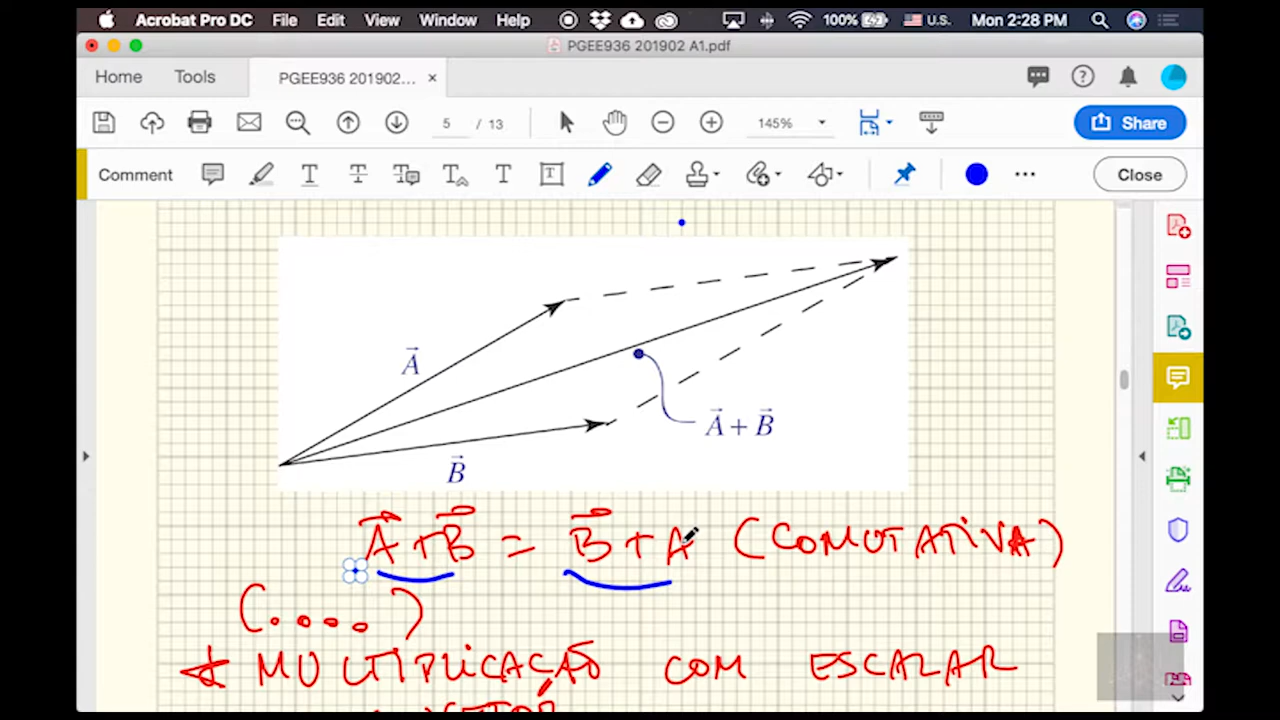 Acrobat Pro DC File Edit View Window Help 100% U.S. Mon 2:28 PM
PGEE936 201902 A1.pdf
Home Tools PGEE936 201902... ×
5 / 13 145% Share
Comment Close
A⃗
A⃗ + B⃗
B⃗
A⃗ + B⃗ = B⃗ + A (COMUTATIVA)
(....)
* MULTIPLICAÇÃO COM ESCALAR